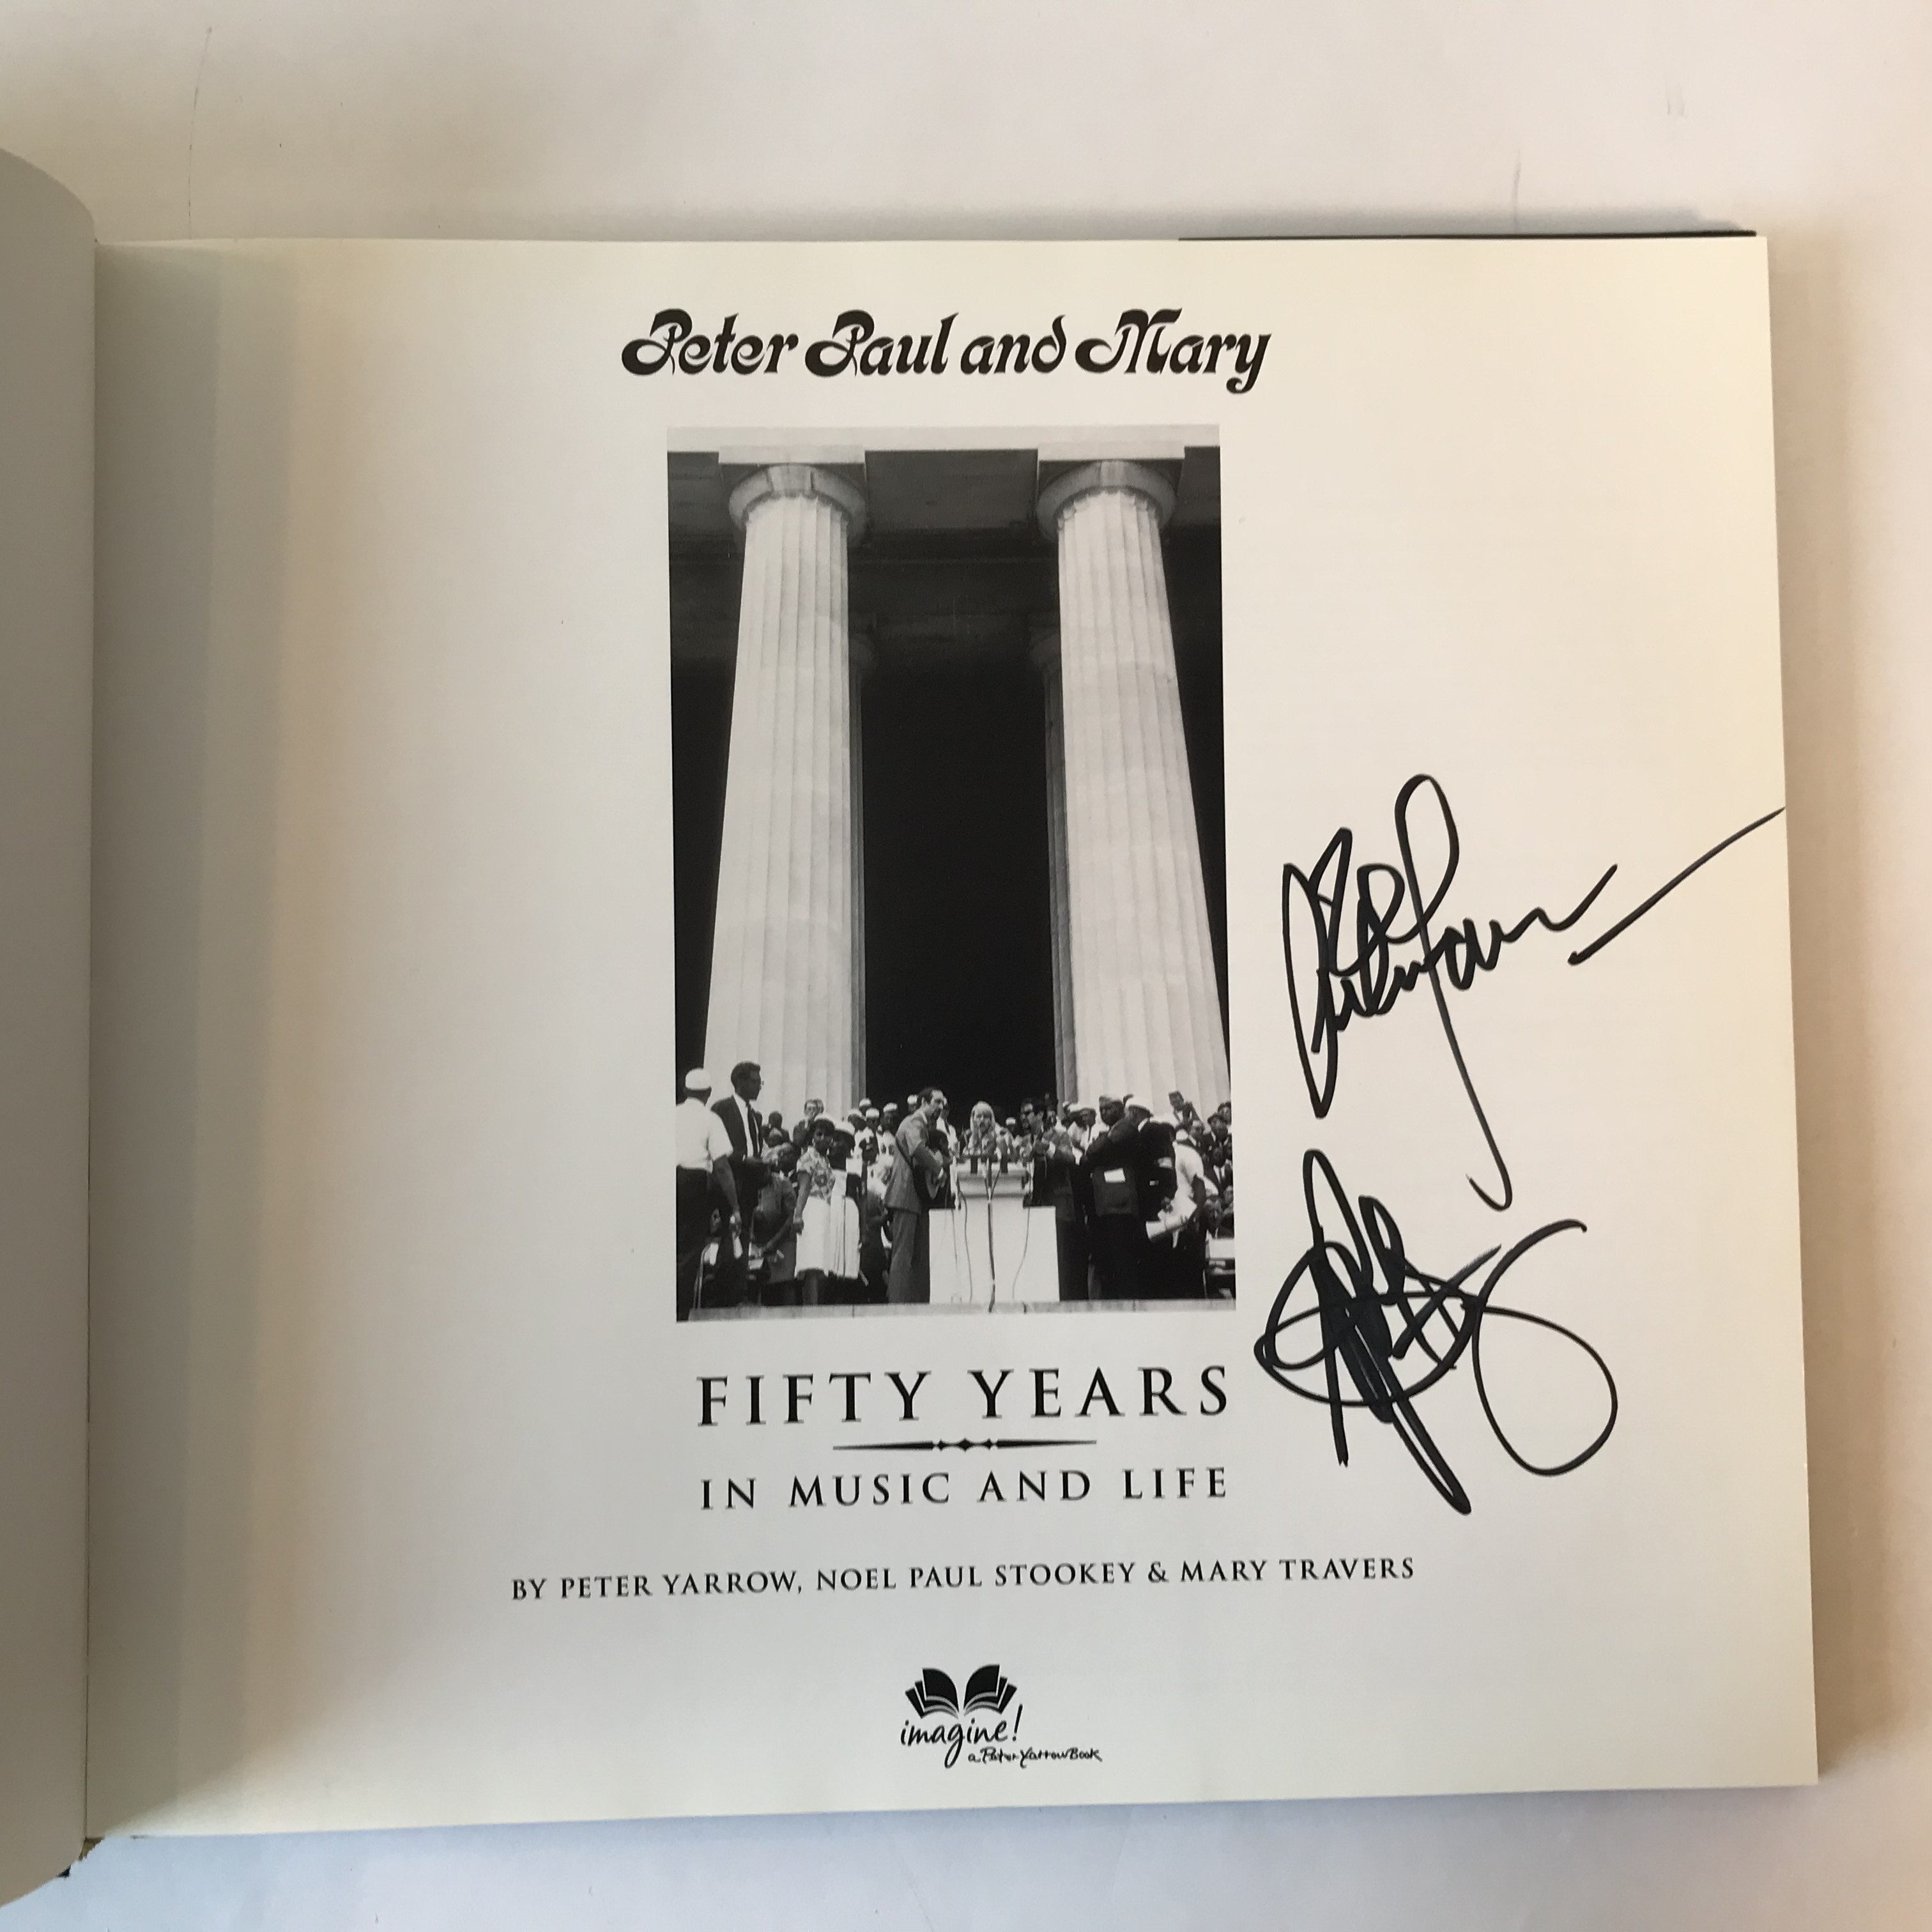 Peter Paul and Mary
FIFTY YEARS
IN MUSIC AND LIFE
BY PETER YARROW, NOEL PAUL STOOKEY & MARY TRAVERS
imagine!
a Peter Yarrow Book